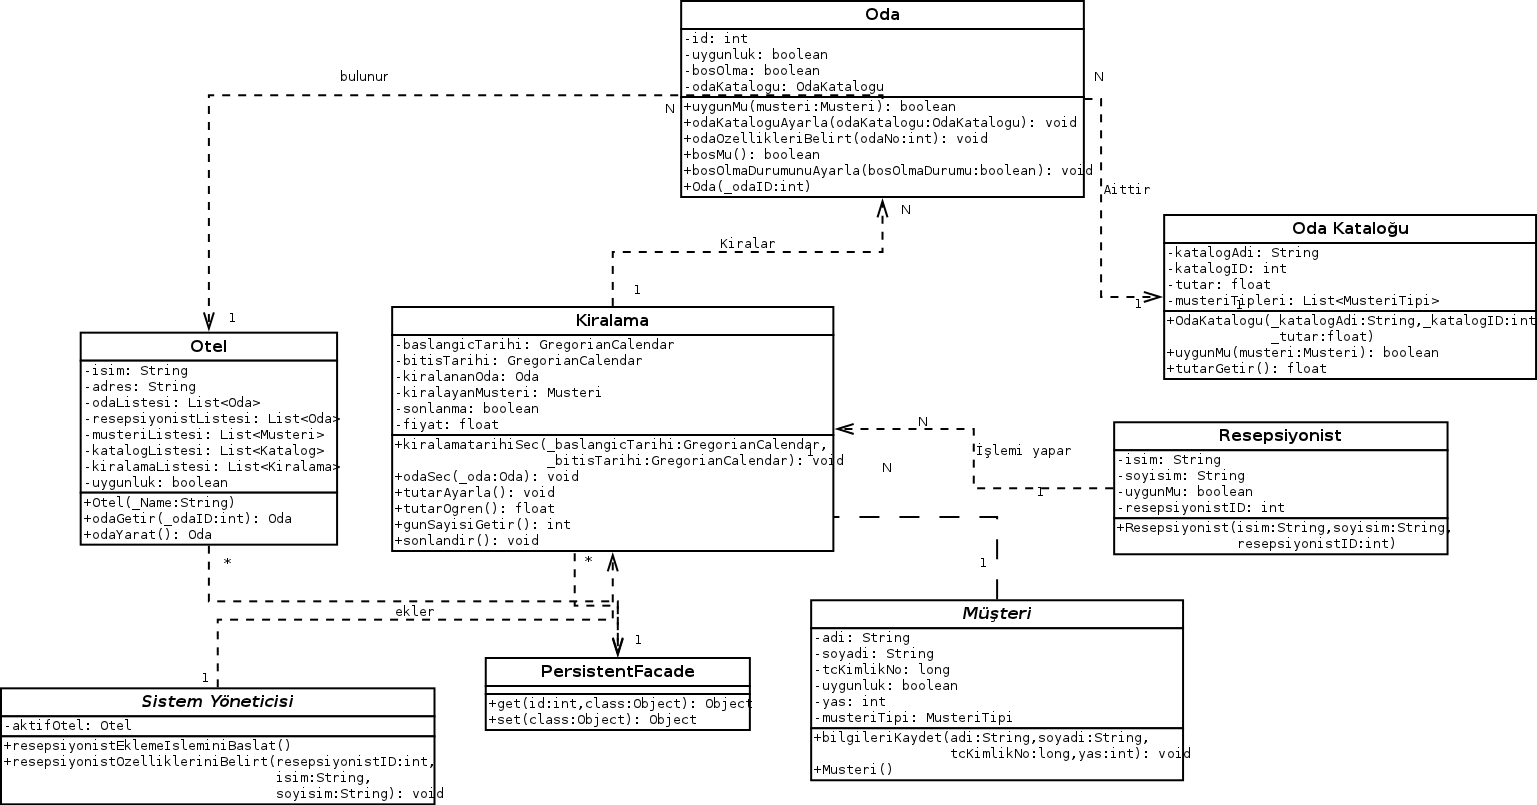 Oda
-id: int
-uygunluk: boolean
-bosOlma: boolean
-odaKatalogu: OdaKatalogu
+uygunMu(musteri:Musteri): boolean
+odaKataloguAyarla(odaKatalogu:OdaKatalogu): void
+odaOzellikleriBelirt(odaNo:int): void
+bosMu(): boolean
+bosOlmaDurumunuAyarla(bosOlmaDurumu:boolean): void
+Oda(_odaID:int)
bulunur
N
1
N
Aittir
1
1
Kiralar
N
1
Oda Kataloğu
-katalogAdi: String
-katalogID: int
-tutar: float
-musteriTipleri: List<MusteriTipi>
+OdaKatalogu(_katalogAdi:String,_katalogID:int
_tutar:float)
+uygunMu(musteri:Musteri): boolean
+tutarGetir(): float
Otel
-isim: String
-adres: String
-odaListesi: List<Oda>
-resepsiyonistListesi: List<Oda>
-musteriListesi: List<Musteri>
-katalogListesi: List<Katalog>
-kiralamaListesi: List<Kiralama>
-uygunluk: boolean
+Otel(_Name:String)
+odaGetir(_odaID:int): Oda
+odaYarat(): Oda
Kiralama
-baslangicTarihi: GregorianCalendar
-bitisTarihi: GregorianCalendar
-kiralananOda: Oda
-kiralayanMusteri: Musteri
-sonlanma: boolean
-fiyat: float
+kiralamatarihiSec(_baslangicTarihi:GregorianCalendar,
_bitisTarihi:GregorianCalendar): void
+odaSec(_oda:Oda): void
+tutarAyarla(): void
+tutarOgren(): float
+gunSayisiGetir(): int
+sonlandir(): void
1
N
İşlemi yapar
1
N
1
Resepsiyonist
-isim: String
-soyisim: String
-uygunMu: boolean
-resepsiyonistID: int
+Resepsiyonist(isim:String,soyisim:String,
resepsiyonistID:int)
*
*
ekler
1
1
PersistentFacade
+get(id:int,class:Object): Object
+set(class:Object): Object
Müşteri
-adi: String
-soyadi: String
-tcKimlikNo: long
-uygunluk: boolean
-yas: int
-musteriTipi: MusteriTipi
+bilgileriKaydet(adi:String,soyadi:String,
tcKimlikNo:long,yas:int): void
+Musteri()
Sistem Yöneticisi
-aktifOtel: Otel
+resepsiyonistEklemeIsleminiBaslat()
+resepsiyonistOzellikleriniBelirt(resepsiyonistID:int,
isim:String,
soyisim:String): void